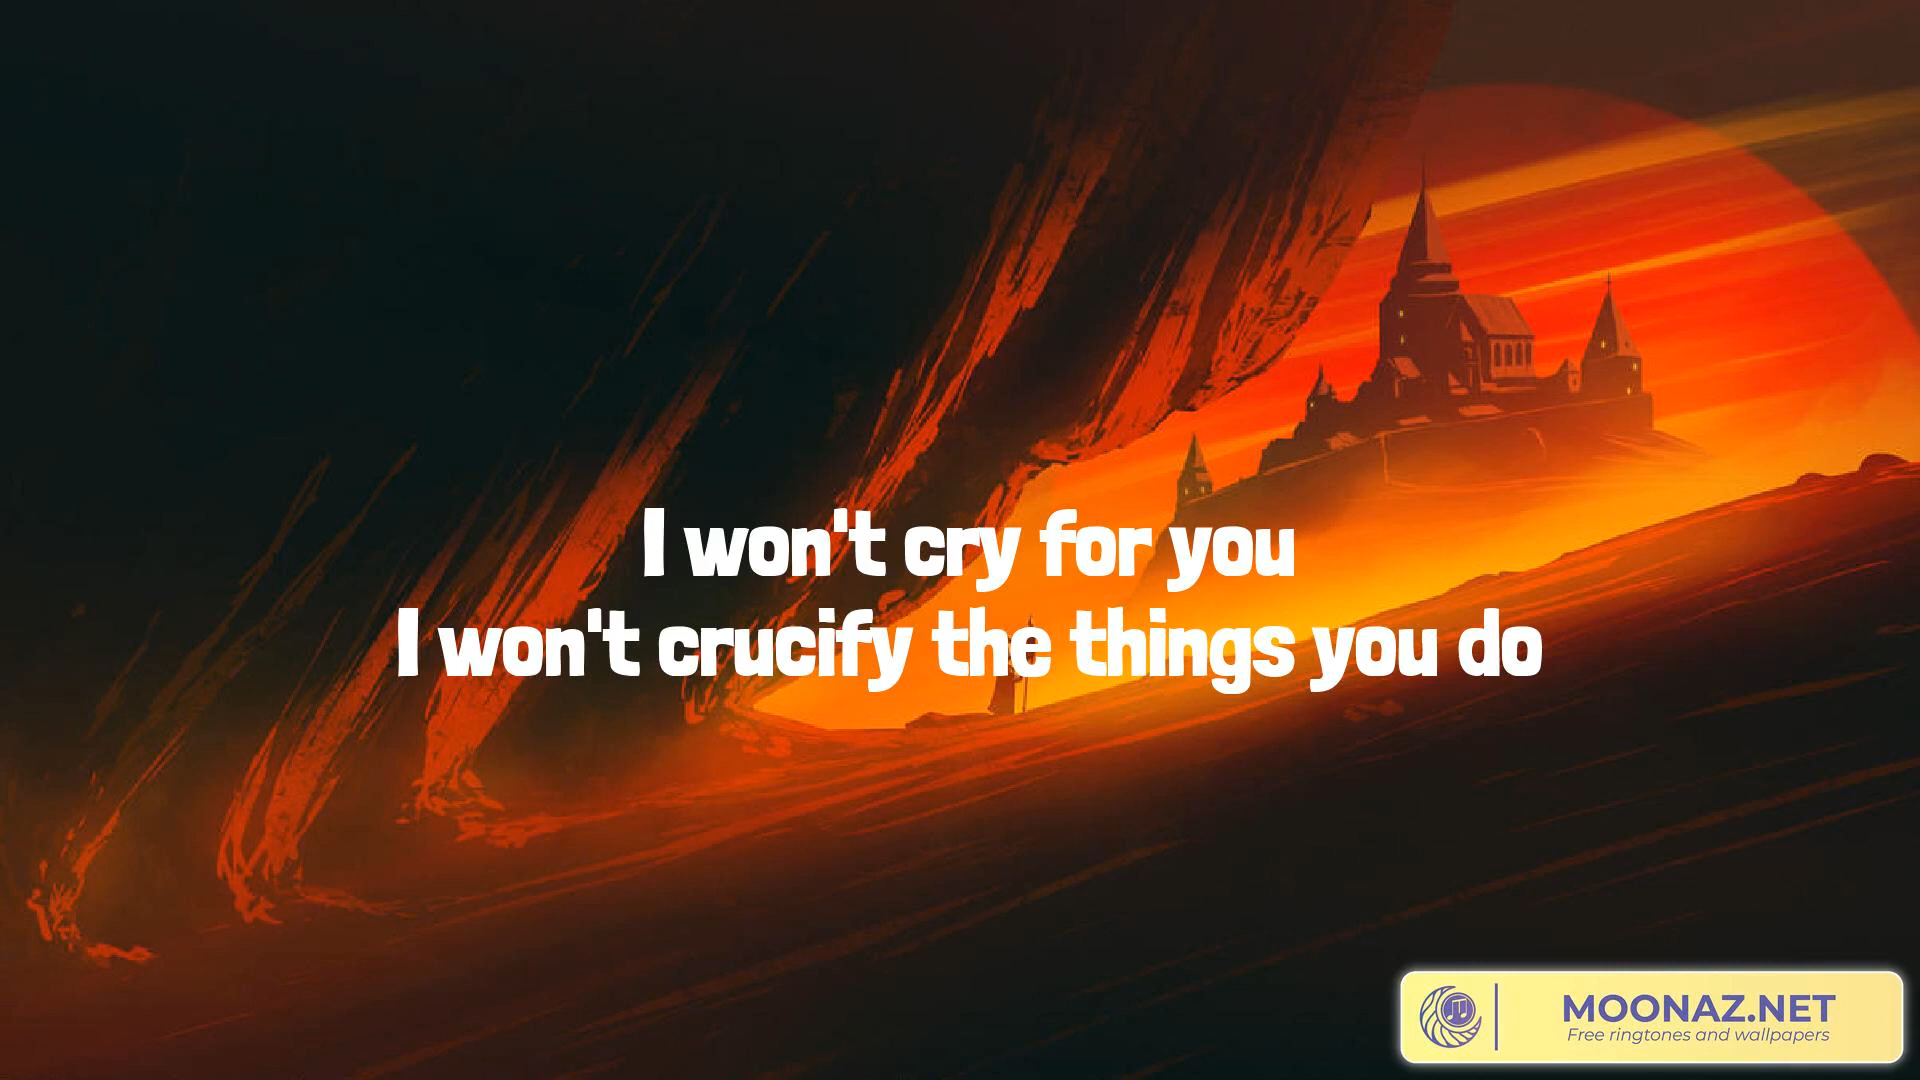 I won't cry for you
I won't crucify the things you do
MOONAZ.NET
Free ringtones and wallpapers